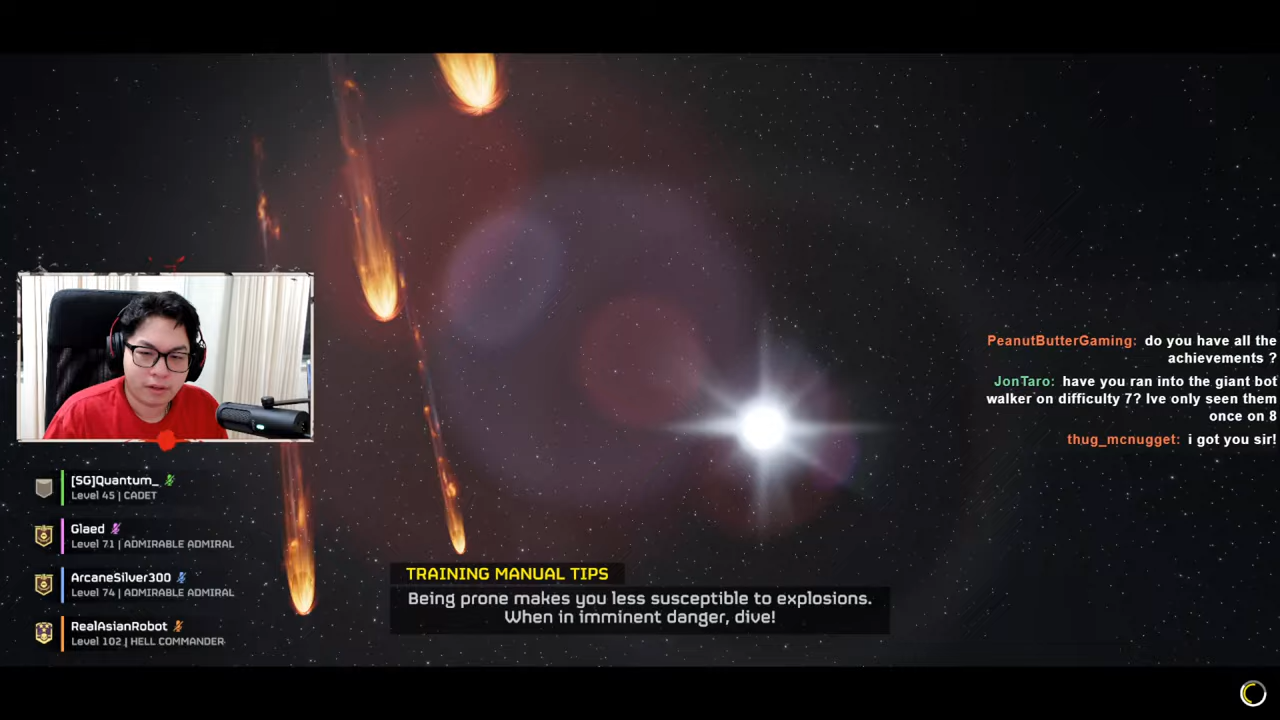 PeanutButterGaming: do you have all the
achievements ?
JonTaro: have you ran into the giant bot
walker on difficulty 7? Ive only seen them
once on 8
thug_mcnugget: i got you sir!
[SG]Quantum_
Level 45 | CADET
Glaed
Level 71 | ADMIRABLE ADMIRAL
ArcaneSilver300
Level 74 | ADMIRABLE ADMIRAL
RealAsianRobot
Level 102 | HELL COMMANDER
TRAINING MANUAL TIPS
Being prone makes you less susceptible to explosions.
When in imminent danger, dive!